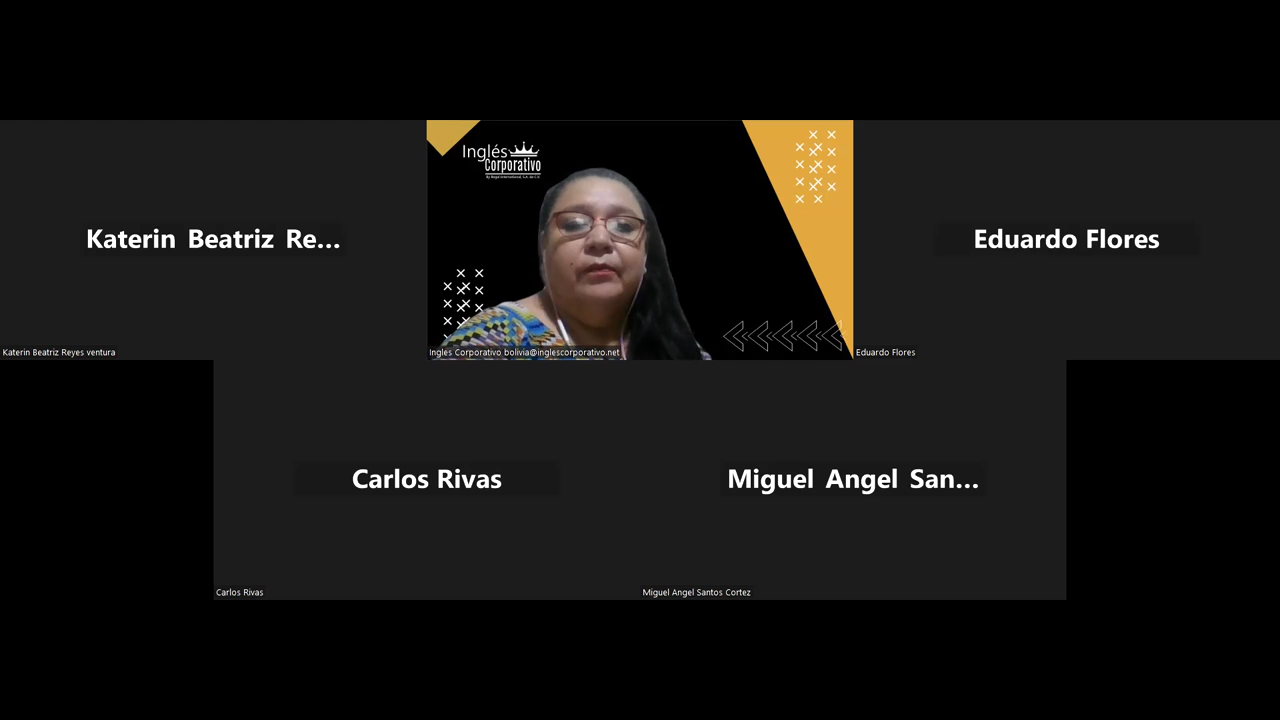 Katerin Beatriz Re...
Katerin Beatriz Reyes ventura
Inglés
Corporativo
Ingles Corporativo bolivia@inglescorporativo.net
Eduardo Flores
Eduardo Flores
Carlos Rivas
Carlos Rivas
Miguel Angel San...
Miguel Angel Santos Cortez